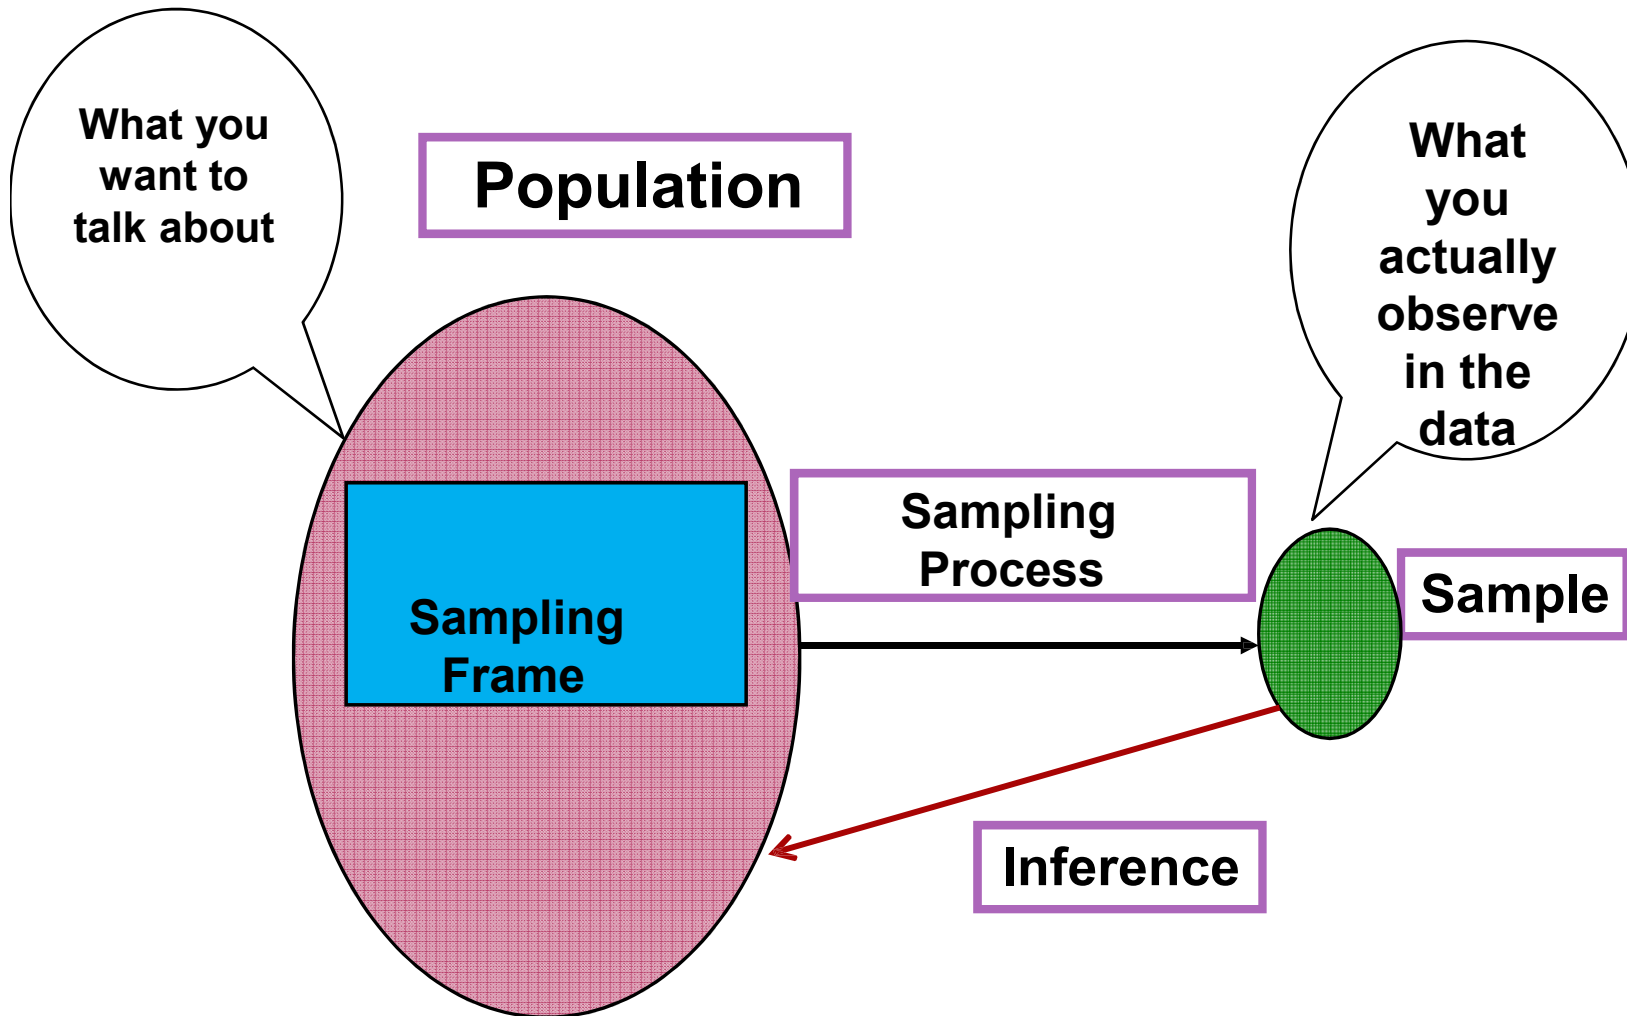 What you
want to
talk about
Population
What
you
actually
observe
in the
data
Sampling
Process
Sampling
Frame
Sample
Inference